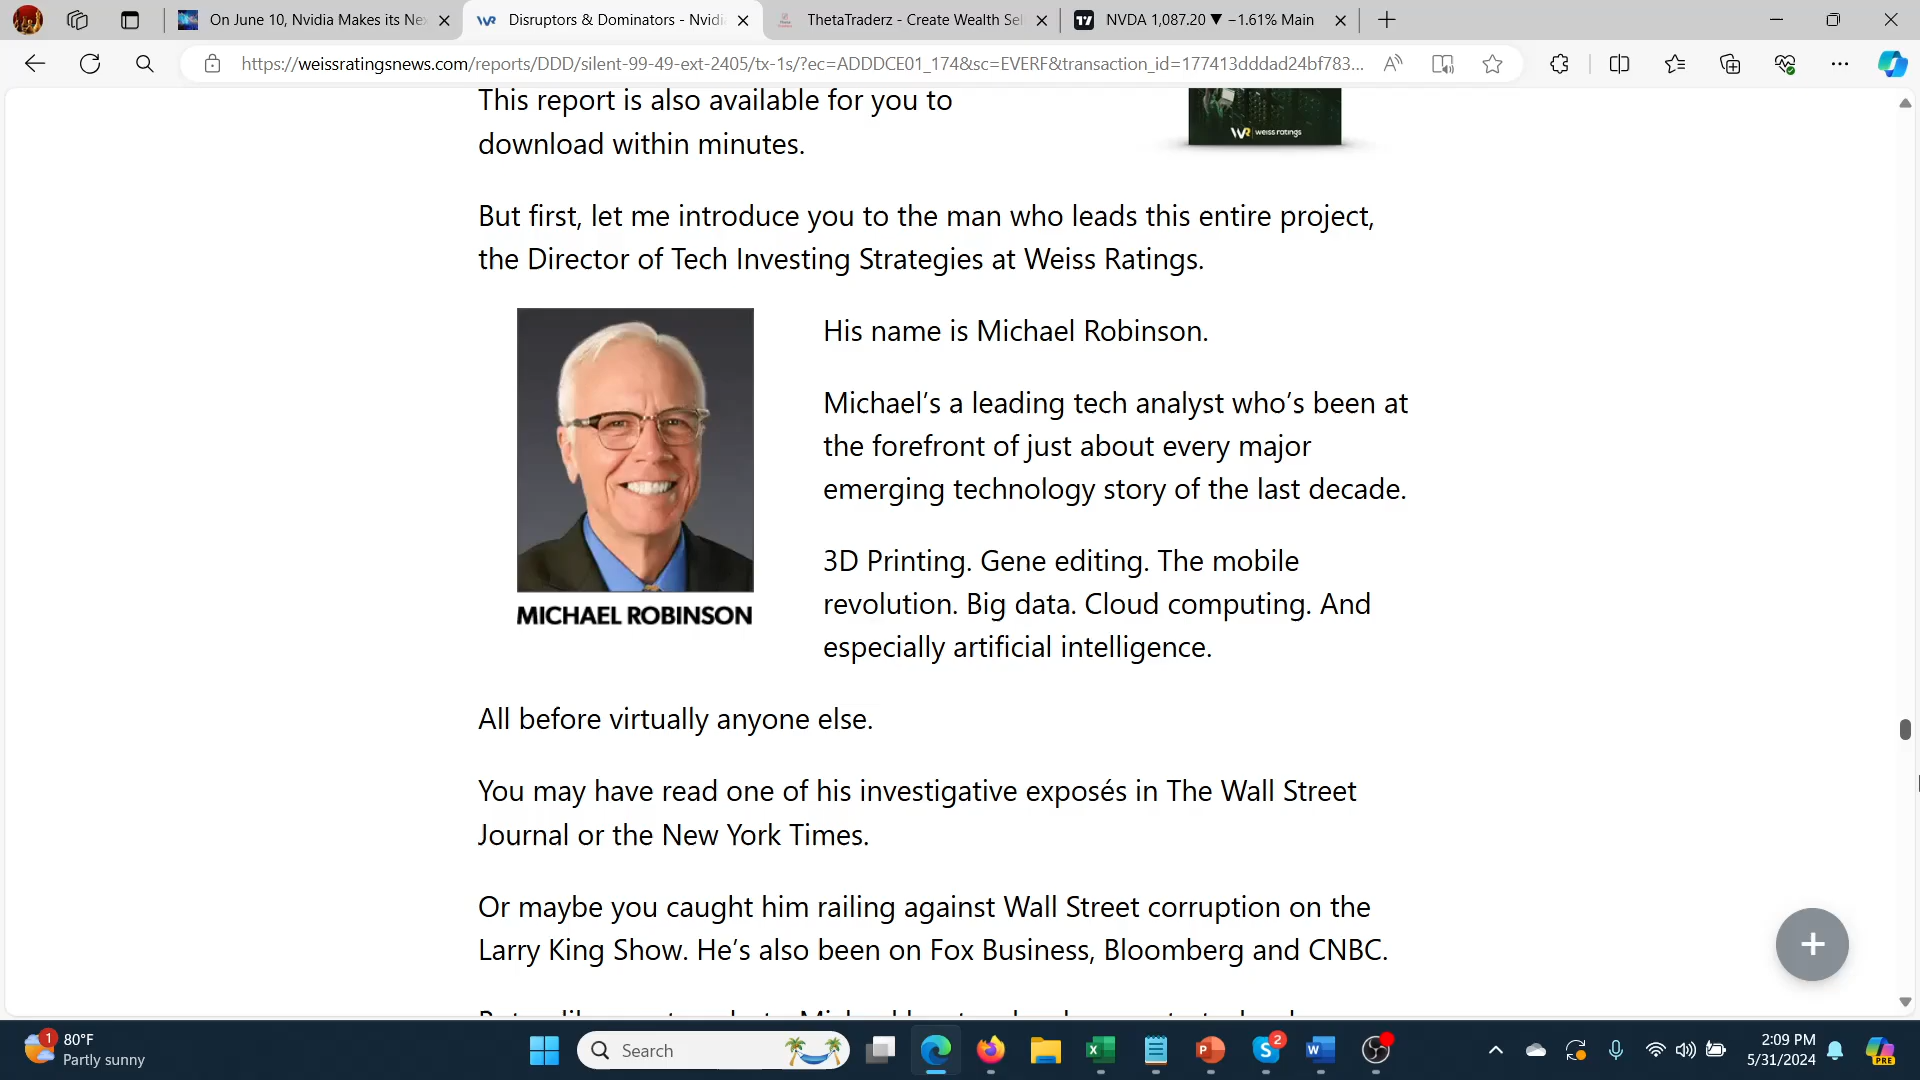 On June 10, Nvidia Makes its Ne
Disruptors & Dominators - Nvidi
ThetaTraderz - Create Wealth Sel
NVDA 1,087.20 ▼ −1.61% Main
https://weissratingsnews.com/reports/DDD/silent-99-49-ext-2405/tx-1s/?ec=ADDDCE01_174&sc=EVERF&transaction_id=177413dddad24bf783...
This report is also available for you to
download within minutes.
WR weiss ratings
But first, let me introduce you to the man who leads this entire project,
the Director of Tech Investing Strategies at Weiss Ratings.
His name is Michael Robinson.
Michael’s a leading tech analyst who’s been at
the forefront of just about every major
emerging technology story of the last decade.
3D Printing. Gene editing. The mobile
revolution. Big data. Cloud computing. And
especially artificial intelligence.
MICHAEL ROBINSON
All before virtually anyone else.
You may have read one of his investigative exposés in The Wall Street
Journal or the New York Times.
Or maybe you caught him railing against Wall Street corruption on the
Larry King Show. He’s also been on Fox Business, Bloomberg and CNBC.
1
80°F
Partly sunny
Search
2
2:09 PM
5/31/2024
PRE